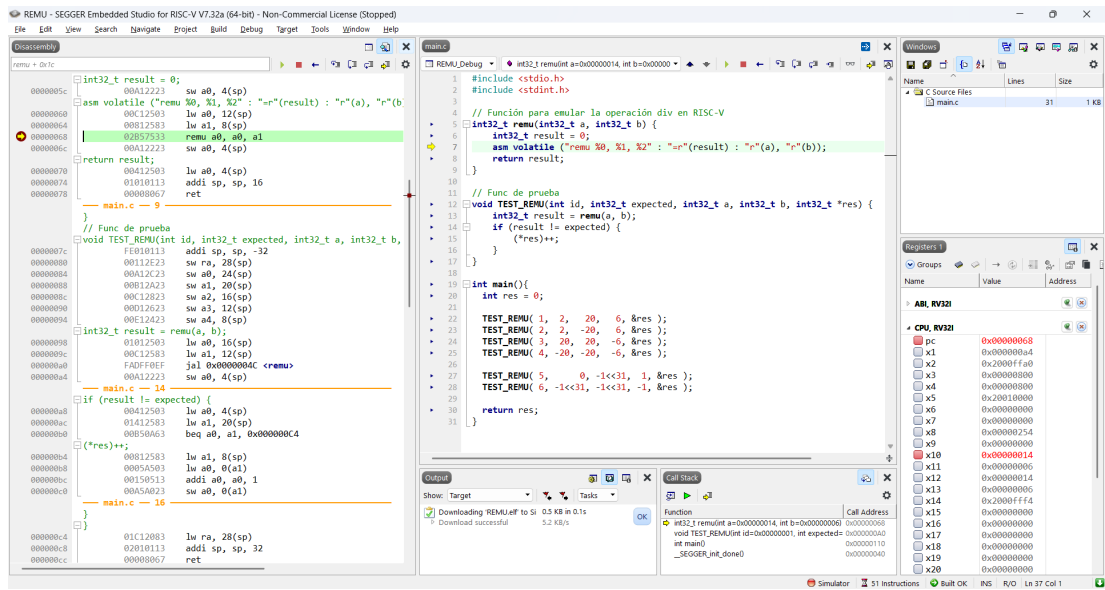 REMU - SEGGER Embedded Studio for RISC-V V7.32a (64-bit) - Non-Commercial License (Stopped)
File Edit View Search Navigate Project Build Debug Target Tools Window Help
Disassembly
remu + 0x1c
int32_t result = 0;
0000005c 00A12223 sw a0, 4(sp)
asm volatile ("remu %0, %1, %2" : "=r"(result) : "r"(a), "r"(b
00000060 00C12503 lw a0, 12(sp)
00000064 00812583 lw a1, 8(sp)
00000068 02B57533 remu a0, a0, a1
0000006c 00A12223 sw a0, 4(sp)
return result;
00000070 00412503 lw a0, 4(sp)
00000074 01010113 addi sp, sp, 16
00000078 00008067 ret
main.c — 9
}
// Func de prueba
void TEST_REMU(int id, int32_t expected, int32_t a, int32_t b,
0000007c FE010113 addi sp, sp, -32
00000080 00112E23 sw ra, 28(sp)
00000084 00A12C23 sw a0, 24(sp)
00000088 00B12A23 sw a1, 20(sp)
0000008c 00C12823 sw a2, 16(sp)
00000090 00D12623 sw a3, 12(sp)
00000094 00E12423 sw a4, 8(sp)
int32_t result = remu(a, b);
00000098 01012503 lw a0, 16(sp)
0000009c 00C12583 lw a1, 12(sp)
000000a0 FADFF0EF jal 0x0000004C <remu>
000000a4 00A12223 sw a0, 4(sp)
main.c — 14
if (result != expected) {
000000a8 00412503 lw a0, 4(sp)
000000ac 01412583 lw a1, 20(sp)
000000b0 00B50A63 beq a0, a1, 0x000000C4
(*res)++;
000000b4 00812583 lw a1, 8(sp)
000000b8 0005A503 lw a0, 0(a1)
000000bc 00150513 addi a0, a0, 1
000000c0 00A5A023 sw a0, 0(a1)
main.c — 16
}
}
000000c4 01C12083 lw ra, 28(sp)
000000c8 02010113 addi sp, sp, 32
000000cc 00008067 ret
main.c
REMU_Debug int32_t remu(int a=0x00000014, int b=0x00000
1 #include <stdio.h>
2 #include <stdint.h>
3
4 // Función para emular la operación div en RISC-V
5 int32_t remu(int32_t a, int32_t b) {
6 int32_t result = 0;
7 asm volatile ("remu %0, %1, %2" : "=r"(result) : "r"(a), "r"(b));
8 return result;
9 }
10
11 // Func de prueba
12 void TEST_REMU(int id, int32_t expected, int32_t a, int32_t b, int32_t *res) {
13 int32_t result = remu(a, b);
14 if (result != expected) {
15 (*res)++;
16 }
17 }
18
19 int main(){
20 int res = 0;
21
22 TEST_REMU( 1, 2, 20, 6, &res );
23 TEST_REMU( 2, 2, -20, 6, &res );
24 TEST_REMU( 3, 20, 20, -6, &res );
25 TEST_REMU( 4, -20, -20, -6, &res );
26
27 TEST_REMU( 5, 0, -1<<31, 1, &res );
28 TEST_REMU( 6, -1<<31, -1<<31, -1, &res );
29
30 return res;
31 }
Output
Show: Target Tasks
Downloading 'REMU.elf' to Si 0.5 KB in 0.1s
Download successful 5.2 KB/s
OK
Call Stack
Function Call Address
int32_t remu(int a=0x00000014, int b=0x00000006) 0x00000068
void TEST_REMU(int id=0x00000001, int expected= 0x000000A0
int main() 0x00000110
__SEGGER_init_done() 0x00000040
Windows
Name Lines Size
C Source Files
main.c 31 1 KB
Registers 1
Groups
Name Value Address
ABI, RV32I
CPU, RV32I
pc 0x00000068
x1 0x000000a4
x2 0x2000ffa0
x3 0x00000800
x4 0x00000800
x5 0x20010000
x6 0x00000000
x7 0x00000000
x8 0x00000254
x9 0x00000000
x10 0x00000014
x11 0x00000006
x12 0x00000014
x13 0x00000006
x14 0x2000fff4
x15 0x00000000
x16 0x00000000
x17 0x00000000
x18 0x00000000
x19 0x00000000
x20 0x00000000
Simulator 51 Instructions Built OK INS R/O Ln 37 Col 1